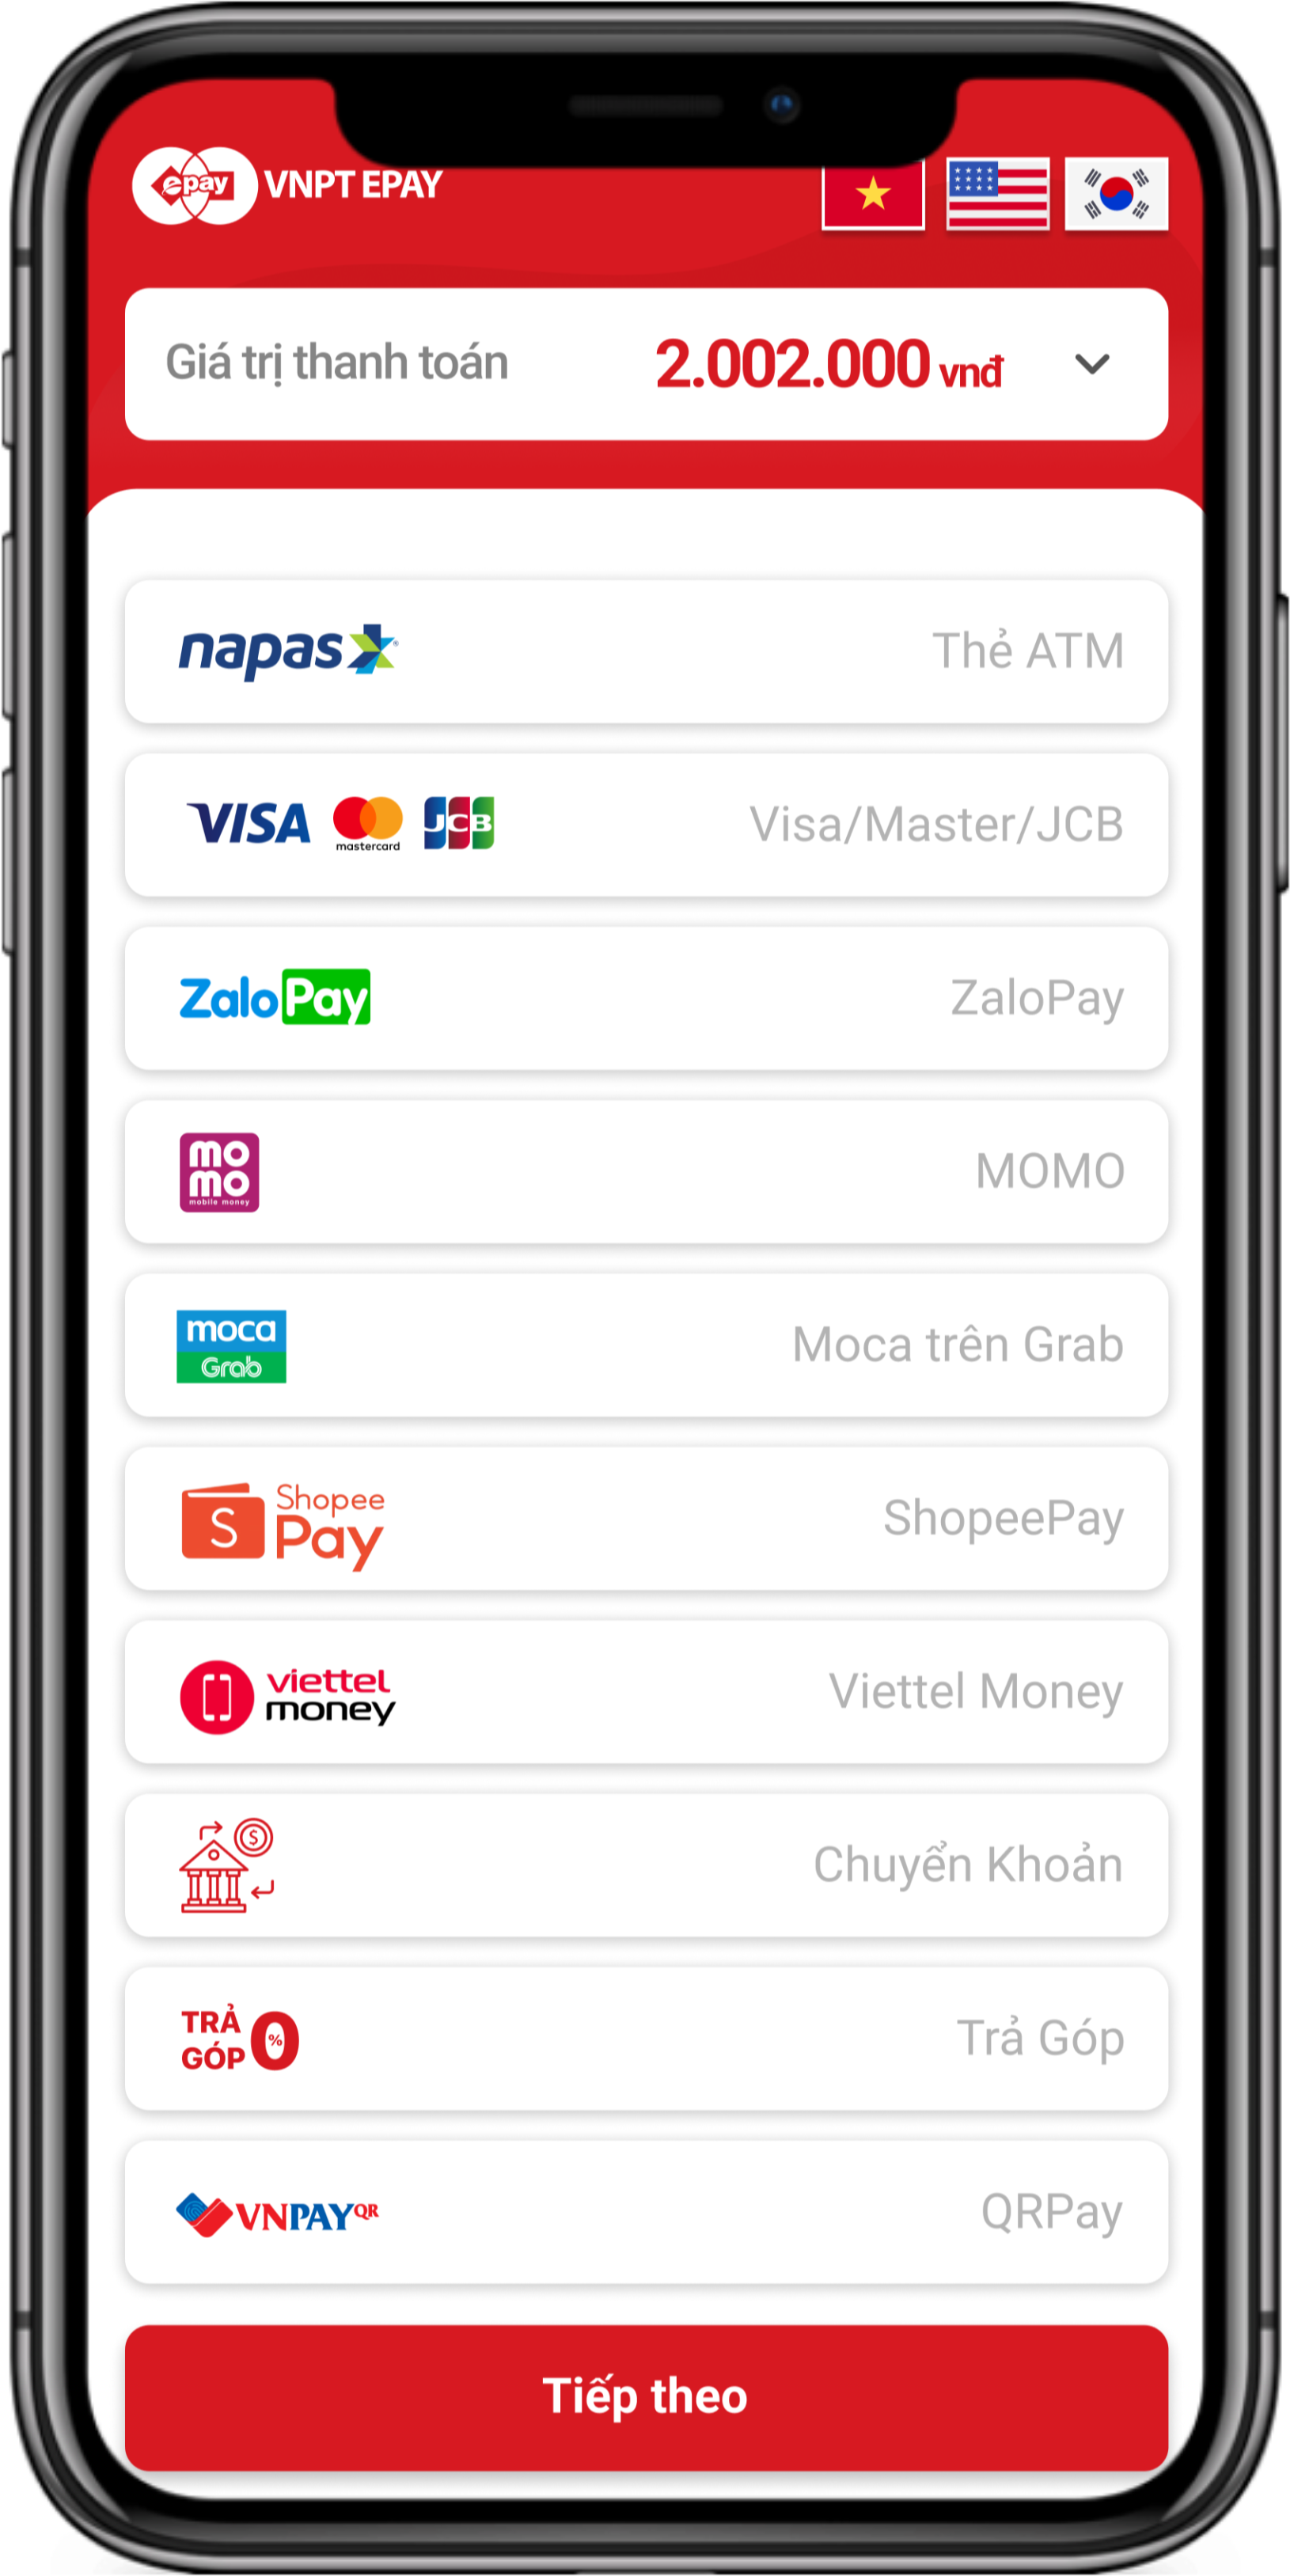 epay VNPT EPAY
Giá trị thanh toán 2.002.000 vnđ
napas® Thẻ ATM
VISA mastercard JCB Visa/Master/JCB
ZaloPay ZaloPay
mo
mo
mobile money
MOMO
moca
Grab
Moca trên Grab
S Shopee
Pay
ShopeePay
viettel
money
Viettel Money
$
Chuyển Khoản
TRẢ
GÓP 0%
Trả Góp
VNPAYQR QRPay
Tiếp theo